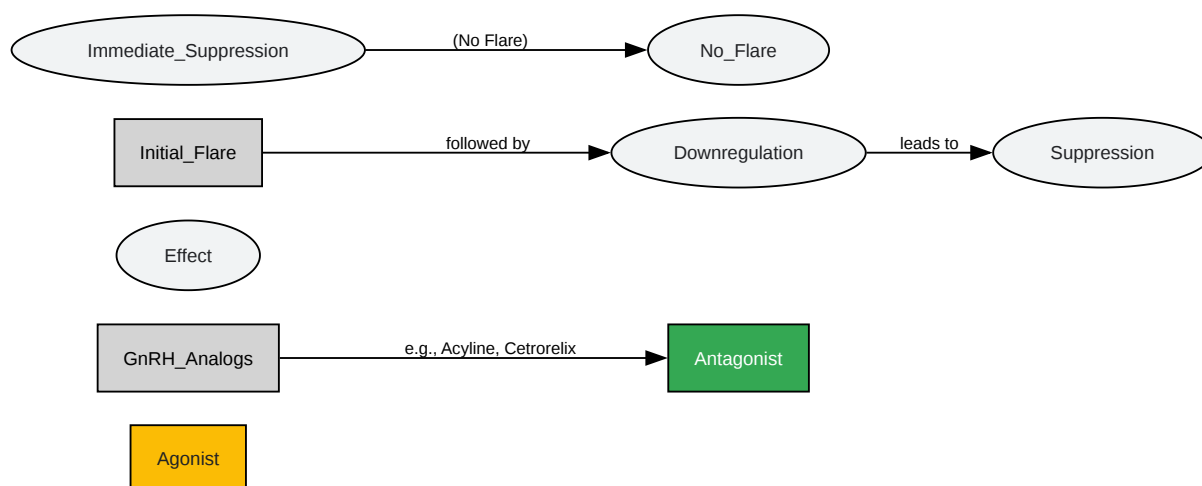 Immediate_Suppression
(No Flare)
No_Flare
Initial_Flare
followed by
Downregulation
leads to
Suppression
Effect
GnRH_Analogs
e.g., Acyline, Cetrorelix
Antagonist
Agonist